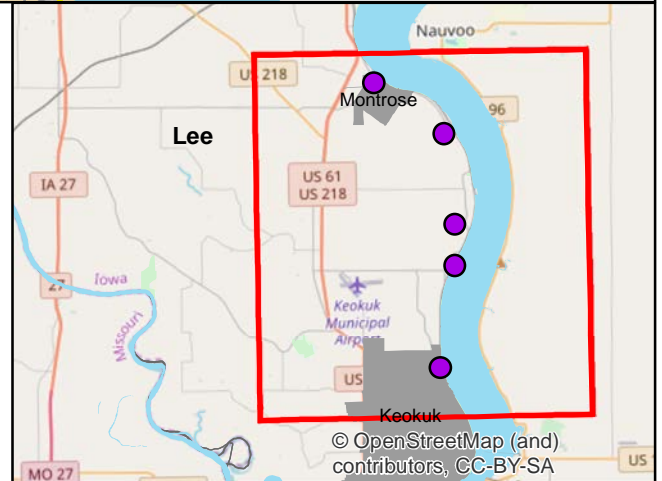 Nauvoo
US 218
Montrose
96
Lee
US 61
US 218
IA 27
27
Iowa
Missouri
Keokuk
Municipal
Airport
US
Keokuk
© OpenStreetMap (and)
contributors, CC-BY-SA
MO 27
US